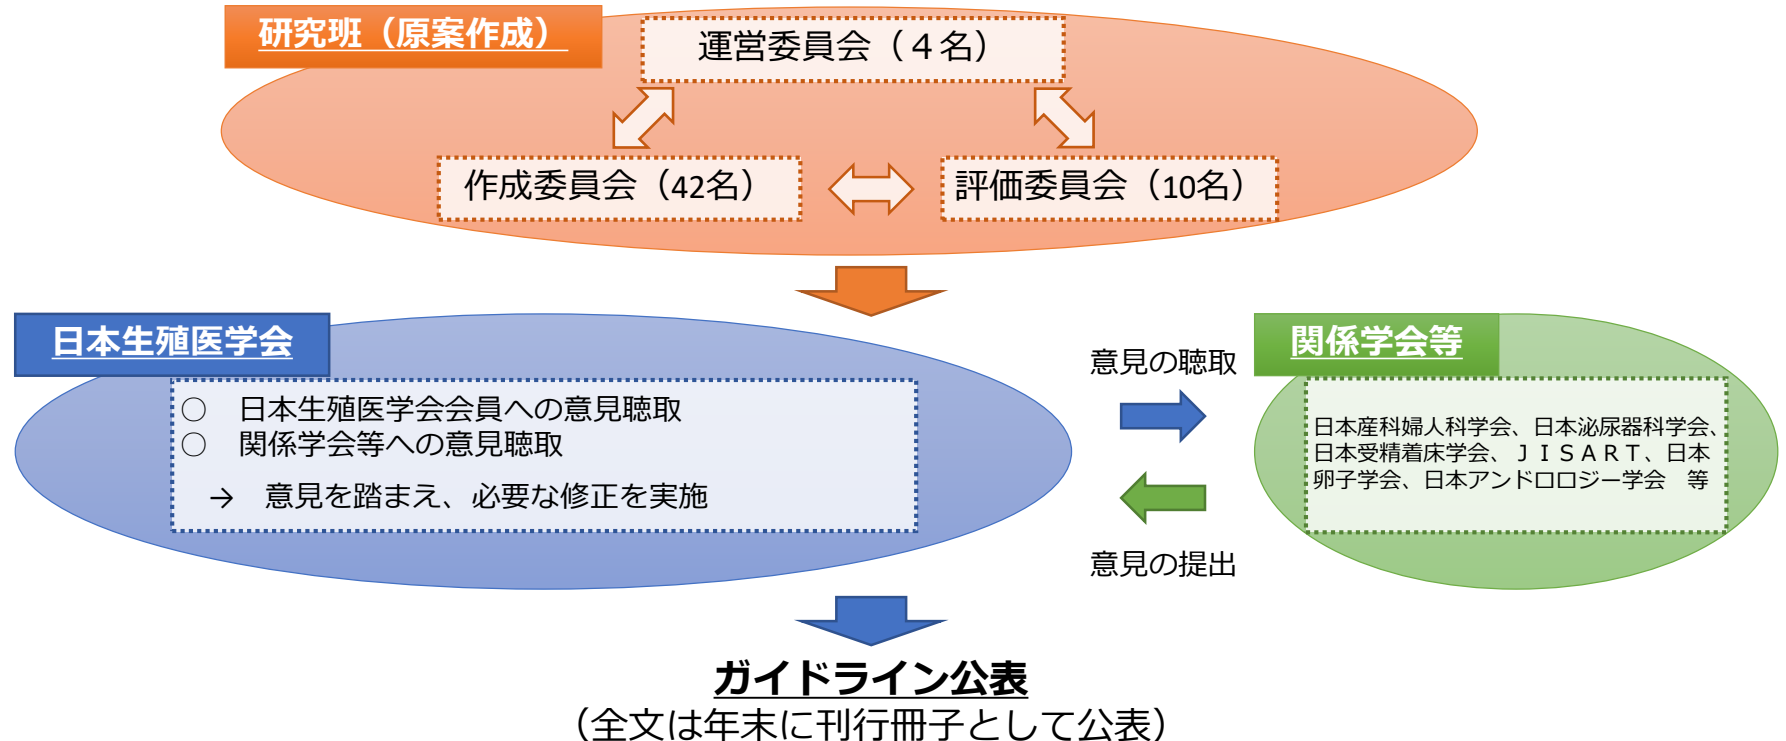 研究班（原案作成）
運営委員会（４名）
作成委員会（42名）
評価委員会（10名）
日本生殖医学会
○　日本生殖医学会会員への意見聴取
○　関係学会等への意見聴取
→　意見を踏まえ、必要な修正を実施
意見の聴取
意見の提出
関係学会等
日本産科婦人科学会、日本泌尿器科学会、
日本受精着床学会、ＪＩＳＡＲＴ、日本
卵子学会、日本アンドロロジー学会　等
ガイドライン公表
（全文は年末に刊行冊子として公表）